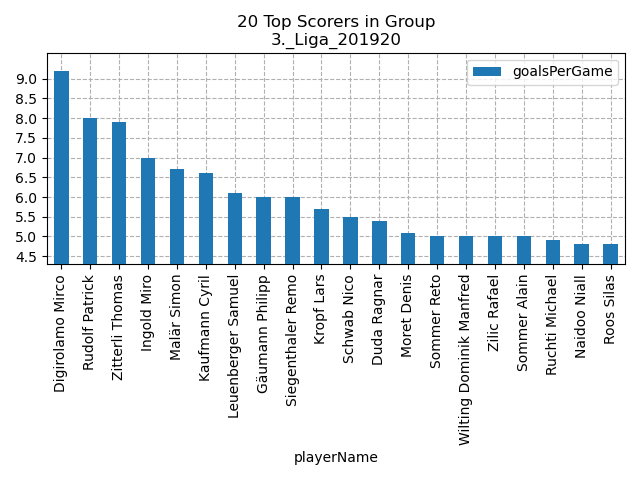 20 Top Scorers in Group
3._Liga_201920
goalsPerGame
9.0
8.5
8.0
7.5
7.0
6.5
6.0
5.5
5.0
4.5
Digirolamo Mirco
Rudolf Patrick
Zitterli Thomas
Ingold Miro
Malär Simon
Kaufmann Cyril
Leuenberger Samuel
Gäumann Philipp
Siegenthaler Remo
Kropf Lars
Schwab Nico
Duda Ragnar
Moret Denis
Sommer Reto
Wilting Dominik Manfred
Zilic Rafael
Sommer Alain
Ruchti Michael
Naidoo Niall
Roos Silas
playerName